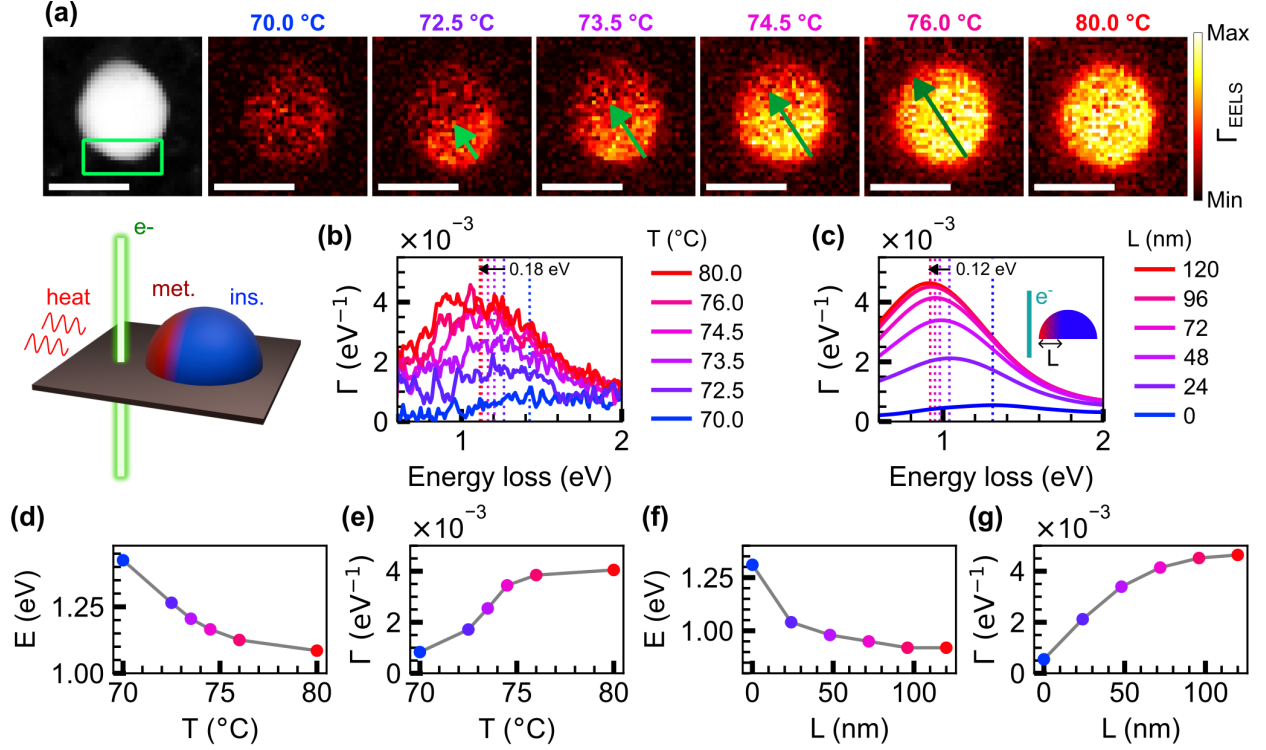 (a)
70.0 °C 72.5 °C 73.5 °C 74.5 °C 76.0 °C 80.0 °C
Max
Γ_EELS
Min
e-
heat
met.
ins.
(b)
×10⁻³
0.18 eV
4
2
0
Γ (eV⁻¹)
1 2
Energy loss (eV)
T (°C)
80.0
76.0
74.5
73.5
72.5
70.0
(c)
×10⁻³
0.12 eV
e⁻
L
4
2
0
Γ (eV⁻¹)
1 2
Energy loss (eV)
L (nm)
120
96
72
48
24
0
(d)
E (eV)
1.25
1.00
70 75 80
T (°C)
(e)
×10⁻³
Γ (eV⁻¹)
4
2
0
70 75 80
T (°C)
(f)
E (eV)
1.25
1.00
0 50 100
L (nm)
(g)
×10⁻³
Γ (eV⁻¹)
4
2
0
0 50 100
L (nm)